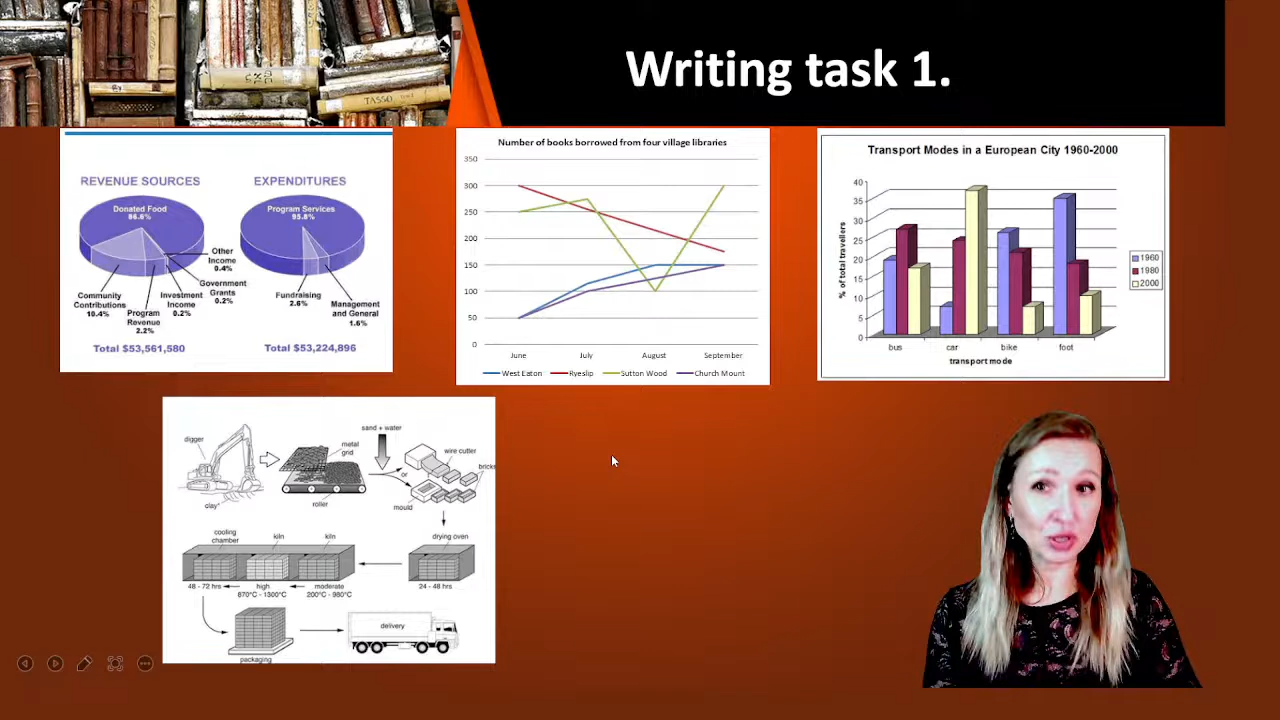 Writing task 1.
TASSO
REVENUE SOURCES
Donated Food
86.6%
Community
Contributions
10.4%
Program
Revenue
2.2%
Investment
Income
0.2%
Government
Grants
0.2%
Other
Income
0.4%
Total $53,561,580
EXPENDITURES
Program Services
95.8%
Fundraising
2.6%
Management
and General
1.6%
Total $53,224,896
Number of books borrowed from four village libraries
350
300
250
200
150
100
50
0
June July August September
West Eaton Ryeslip Sutton Wood Church Mount
Transport Modes in a European City 1960-2000
% of total travellers
40
35
30
25
20
15
10
5
0
bus car bike foot
transport mode
1960
1980
2000
digger
clay*
metal
grid
roller
sand + water
or
wire cutter
bricks
mould
drying oven
24 - 48 hrs
kiln
moderate
200°C - 980°C
kiln
high
870°C - 1300°C
cooling
chamber
48 - 72 hrs
packaging
delivery